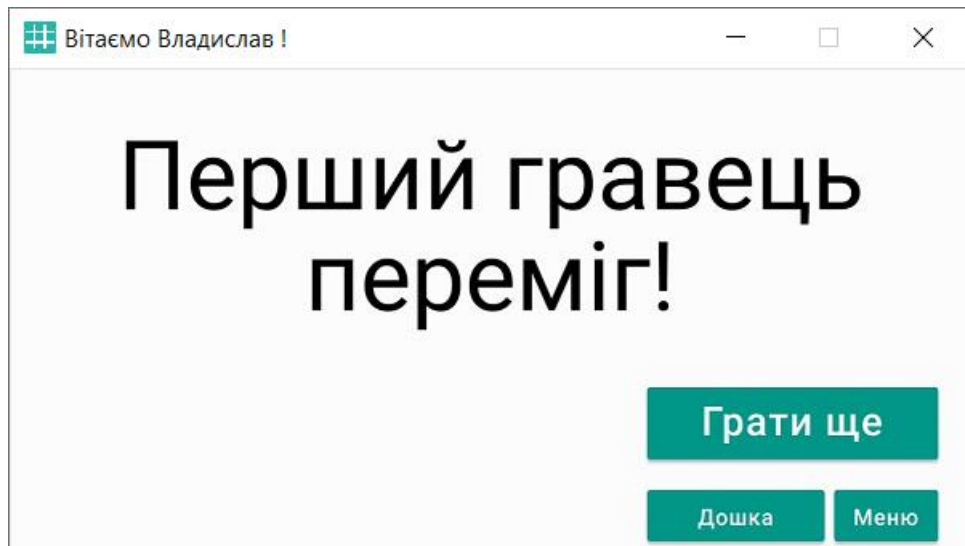 Вітаємо Владислав !
Перший гравець
переміг!
Грати ще
Дошка
Меню